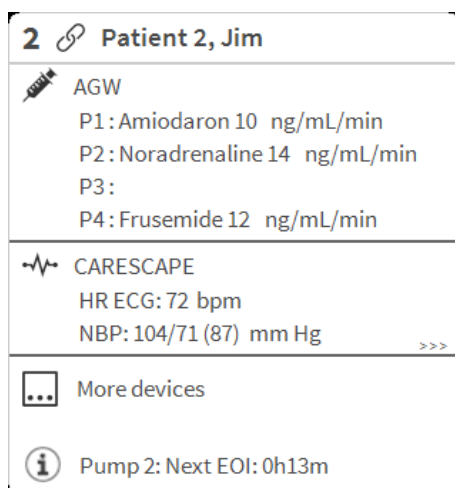 2 Patient 2, Jim
AGW
P1: Amiodaron 10 ng/mL/min
P2: Noradrenaline 14 ng/mL/min
P3:
P4: Frusemide 12 ng/mL/min
CARESCAPE
HR ECG: 72 bpm
NBP: 104/71 (87) mm Hg
>>>
More devices
Pump 2: Next EOI: 0h13m